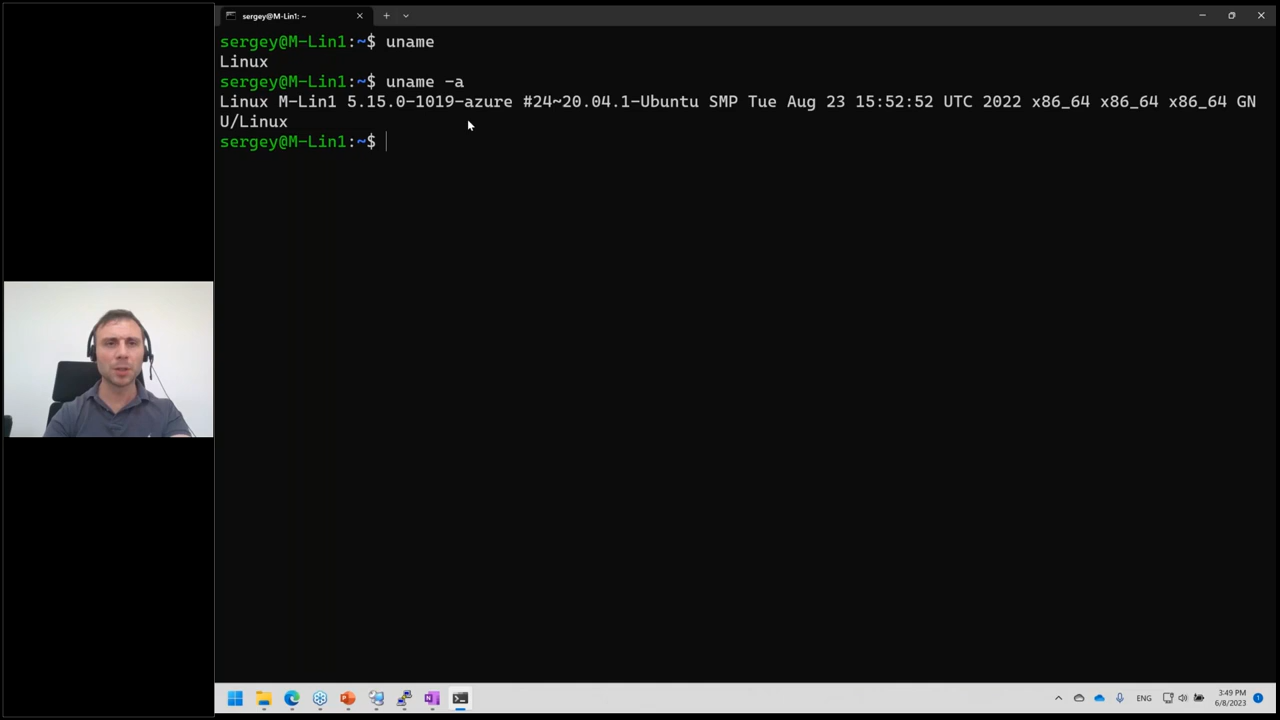 sergey@M-Lin1: ~
sergey@M-Lin1:~$ uname
Linux
sergey@M-Lin1:~$ uname -a
Linux M-Lin1 5.15.0-1019-azure #24~20.04.1-Ubuntu SMP Tue Aug 23 15:52:52 UTC 2022 x86_64 x86_64 x86_64 GN
U/Linux
sergey@M-Lin1:~$
ENG
3:49 PM
6/8/2023
1